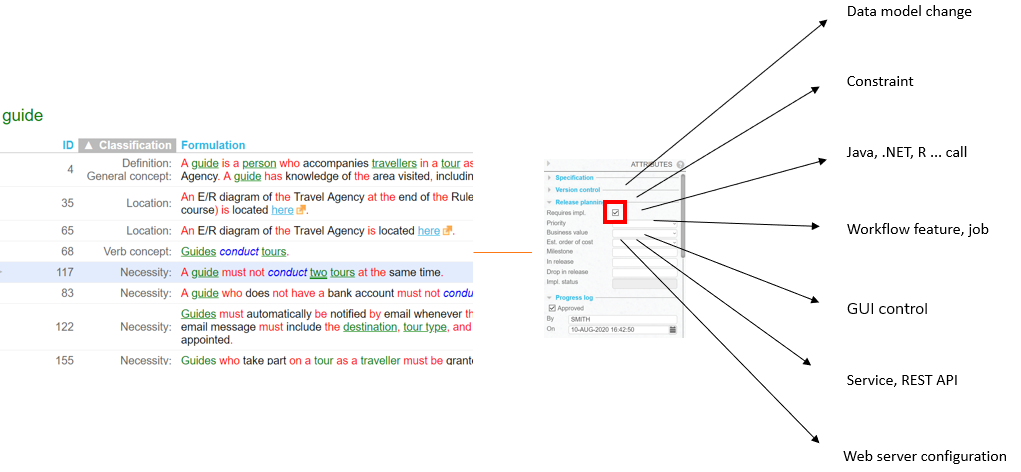 guide
ID ▲ Classification Formulation
4 Definition: A guide is a person who accompanies travellers in a tour as
General concept: Agency. A guide has knowledge of the area visited, includin
35 Location: An E/R diagram of the Travel Agency at the end of the Rule
course) is located here.
65 Location: An E/R diagram of the Travel Agency is located here.
68 Verb concept: Guides conduct tours.
117 Necessity: A guide must not conduct two tours at the same time.
83 Necessity: A guide who does not have a bank account must not condu
122 Necessity: Guides must automatically be notified by email whenever th
email message must include the destination, tour type, and
appointed.
155 Necessity: Guides who take part on a tour as a traveller must be grante
ATTRIBUTES ?
Specification
Version control
Release planning
Requires impl.
Priority
Business value
Est. order of cost
Milestone
In release
Drop in release
Impl. status
Progress log
Approved
By SMITH
On 10-AUG-2020 16:42:50
Data model change
Constraint
Java, .NET, R ... call
Workflow feature, job
GUI control
Service, REST API
Web server configuration